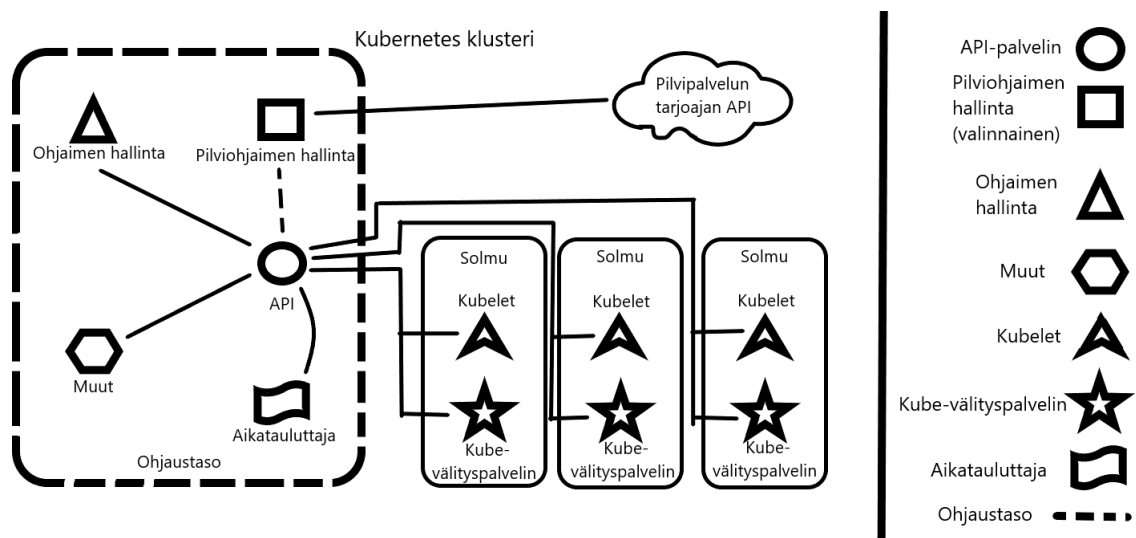 Kubernetes klusteri
Ohjaimen hallinta
Pilviohjaimen hallinta
Pilvipalvelun
tarjoajan API
API
Muut
Aikatauluttaja
Ohjaustaso
Solmu
Kubelet
Kube-
välityspalvelin
Solmu
Kubelet
Kube-
välityspalvelin
Solmu
Kubelet
Kube-
välityspalvelin
API-palvelin
Pilviohjaimen
hallinta
(valinnainen)
Ohjaimen
hallinta
Muut
Kubelet
Kube-välityspalvelin
Aikatauluttaja
Ohjaustaso